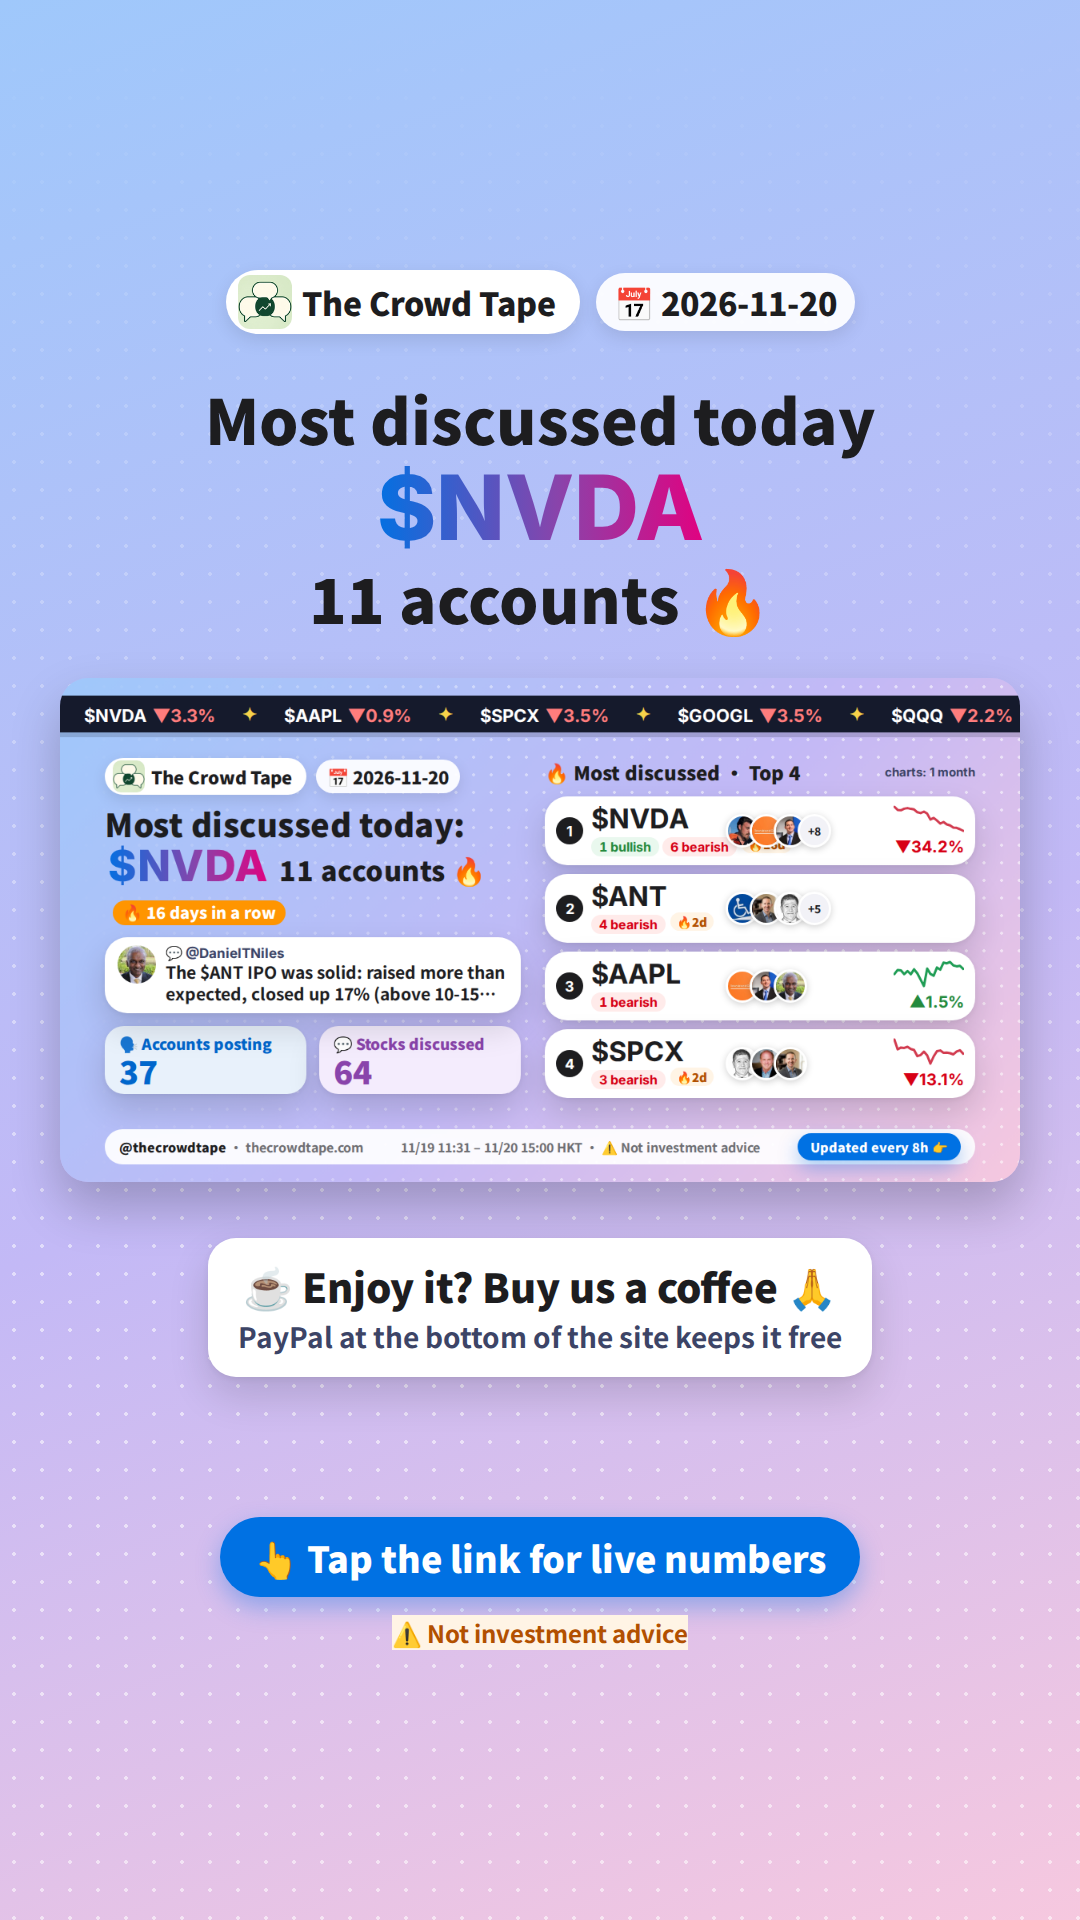 The Crowd Tape
📅 2026-11-20
Most discussed today
$NVDA
11 accounts 🔥
$NVDA ▼3.3% ✦ $AAPL ▼0.9% ✦ $SPCX ▼3.5% ✦ $GOOGL ▼3.5% ✦ $QQQ ▼2.2%
The Crowd Tape
📅 2026-11-20
Most discussed today:
$NVDA 11 accounts 🔥
🔥 16 days in a row
💬 @DanielTNiles
The $ANT IPO was solid: raised more than
expected, closed up 17% (above 10-15…
🗣 Accounts posting
37
💬 Stocks discussed
64
🔥 Most discussed • Top 4
charts: 1 month
1 $NVDA
1 bullish 6 bearish
+8
▼34.2%
2 $ANT
4 bearish 🔥2d
+5
3 $AAPL
1 bearish
▲1.5%
4 $SPCX
3 bearish 🔥2d
▼13.1%
@thecrowdtape • thecrowdtape.com
11/19 11:31 – 11/20 15:00 HKT • ⚠️ Not investment advice
Updated every 8h 👉
☕ Enjoy it? Buy us a coffee 🙏
PayPal at the bottom of the site keeps it free
👆 Tap the link for live numbers
⚠️ Not investment advice